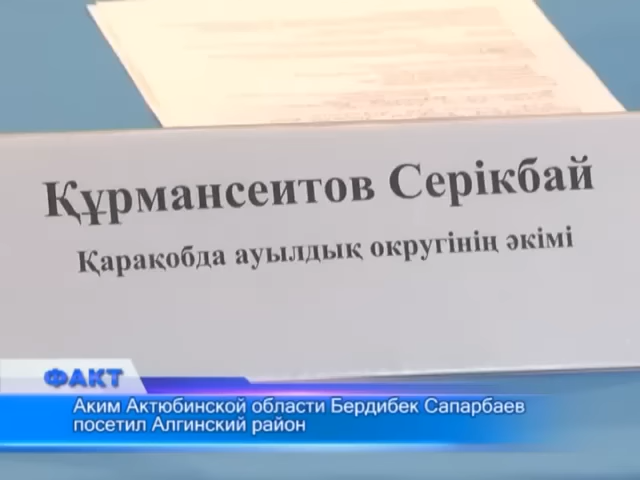 Құрмансеитов Серікбай
Қарақобда ауылдық округінің әкімі
ФАКТ
Аким Актюбинской области Бердибек Сапарбаев
посетил Алгинский район